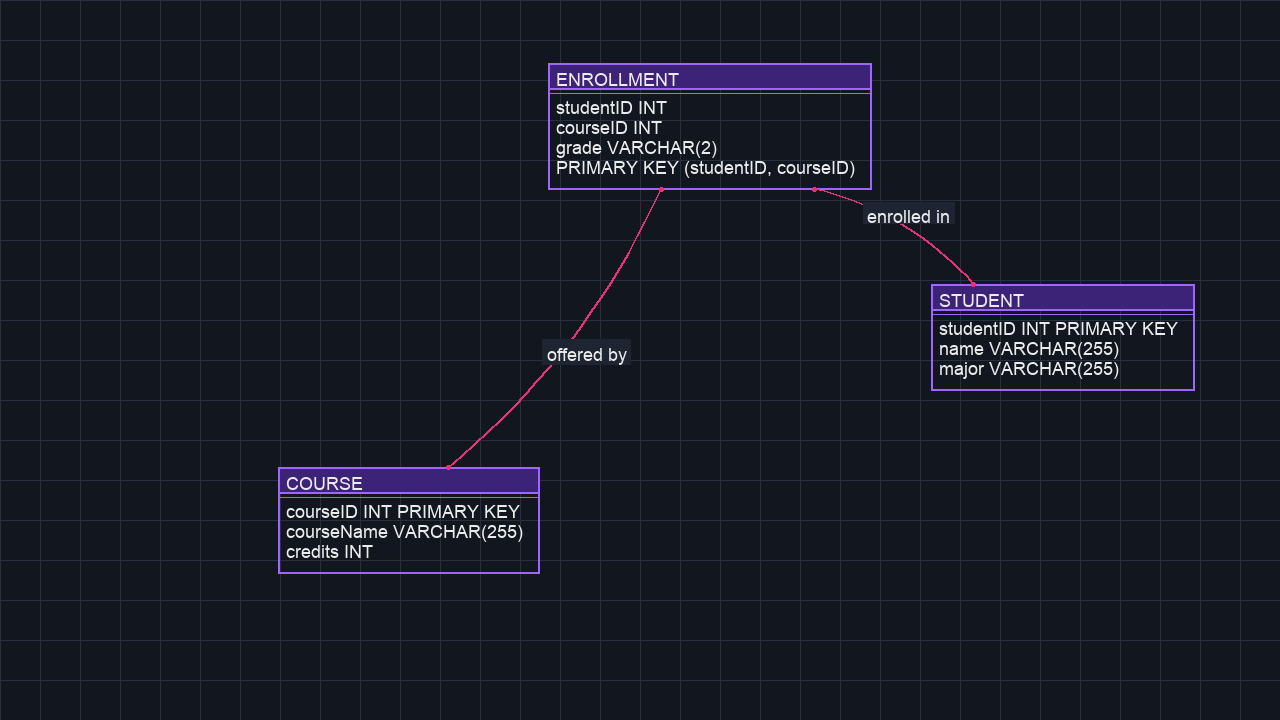 ENROLLMENT
studentID INT
courseID INT
grade VARCHAR(2)
PRIMARY KEY (studentID, courseID)
enrolled in
STUDENT
studentID INT PRIMARY KEY
name VARCHAR(255)
major VARCHAR(255)
offered by
COURSE
courseID INT PRIMARY KEY
courseName VARCHAR(255)
credits INT